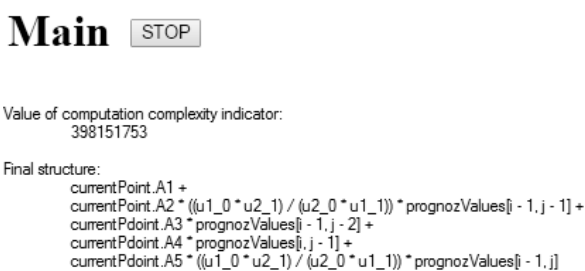 Main STOP
Value of computation complexity indicator:
398151753
Final structure:
currentPoint.A1 +
currentPoint.A2 * ((u1_0 * u2_1) / (u2_0 * u1_1)) * prognozValues[i - 1, j - 1] +
currentPdoint.A3 * prognozValues[i - 1, j - 2] +
currentPdoint.A4 * prognozValues[i, j - 1] +
currentPdoint.A5 * ((u1_0 * u2_1) / (u2_0 * u1_1)) * prognozValues[i - 1, j]